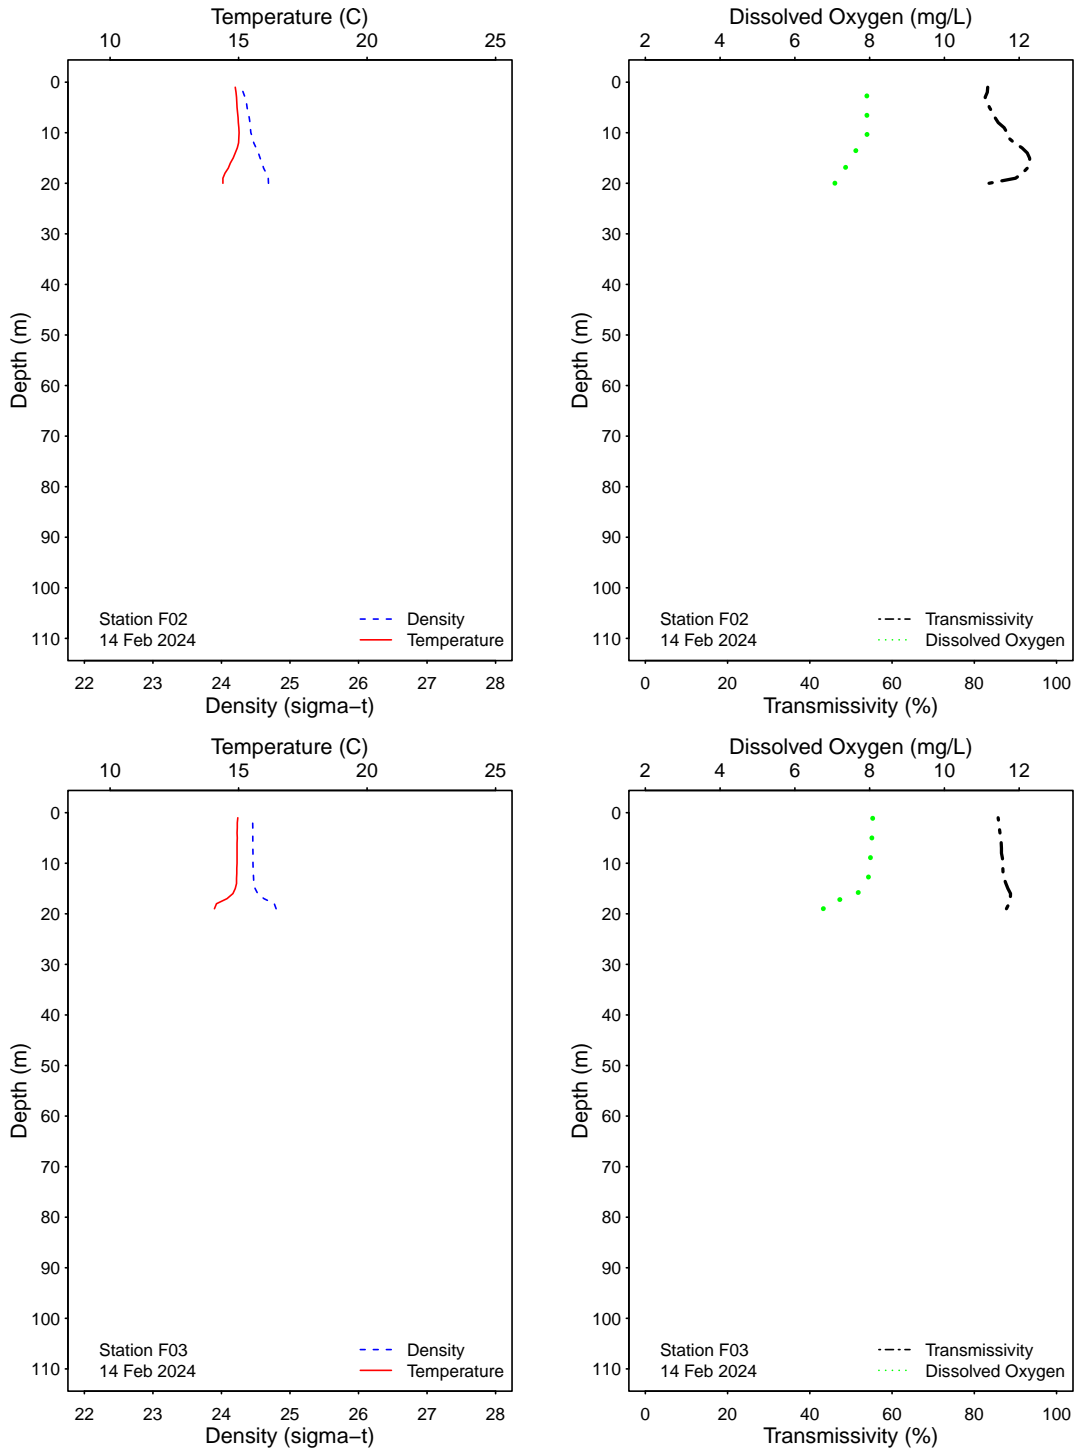 Temperature (C)
10 15 20 25
0
10
20
30
40
50
60
70
80
90
100
110
Depth (m)
Station F02
14 Feb 2024
Density
Temperature
22 23 24 25 26 27 28
Density (sigma−t)
Dissolved Oxygen (mg/L)
2 4 6 8 10 12
0
10
20
30
40
50
60
70
80
90
100
110
Depth (m)
Station F02
14 Feb 2024
Transmissivity
Dissolved Oxygen
0 20 40 60 80 100
Transmissivity (%)
Temperature (C)
10 15 20 25
0
10
20
30
40
50
60
70
80
90
100
110
Depth (m)
Station F03
14 Feb 2024
Density
Temperature
22 23 24 25 26 27 28
Density (sigma−t)
Dissolved Oxygen (mg/L)
2 4 6 8 10 12
0
10
20
30
40
50
60
70
80
90
100
110
Depth (m)
Station F03
14 Feb 2024
Transmissivity
Dissolved Oxygen
0 20 40 60 80 100
Transmissivity (%)